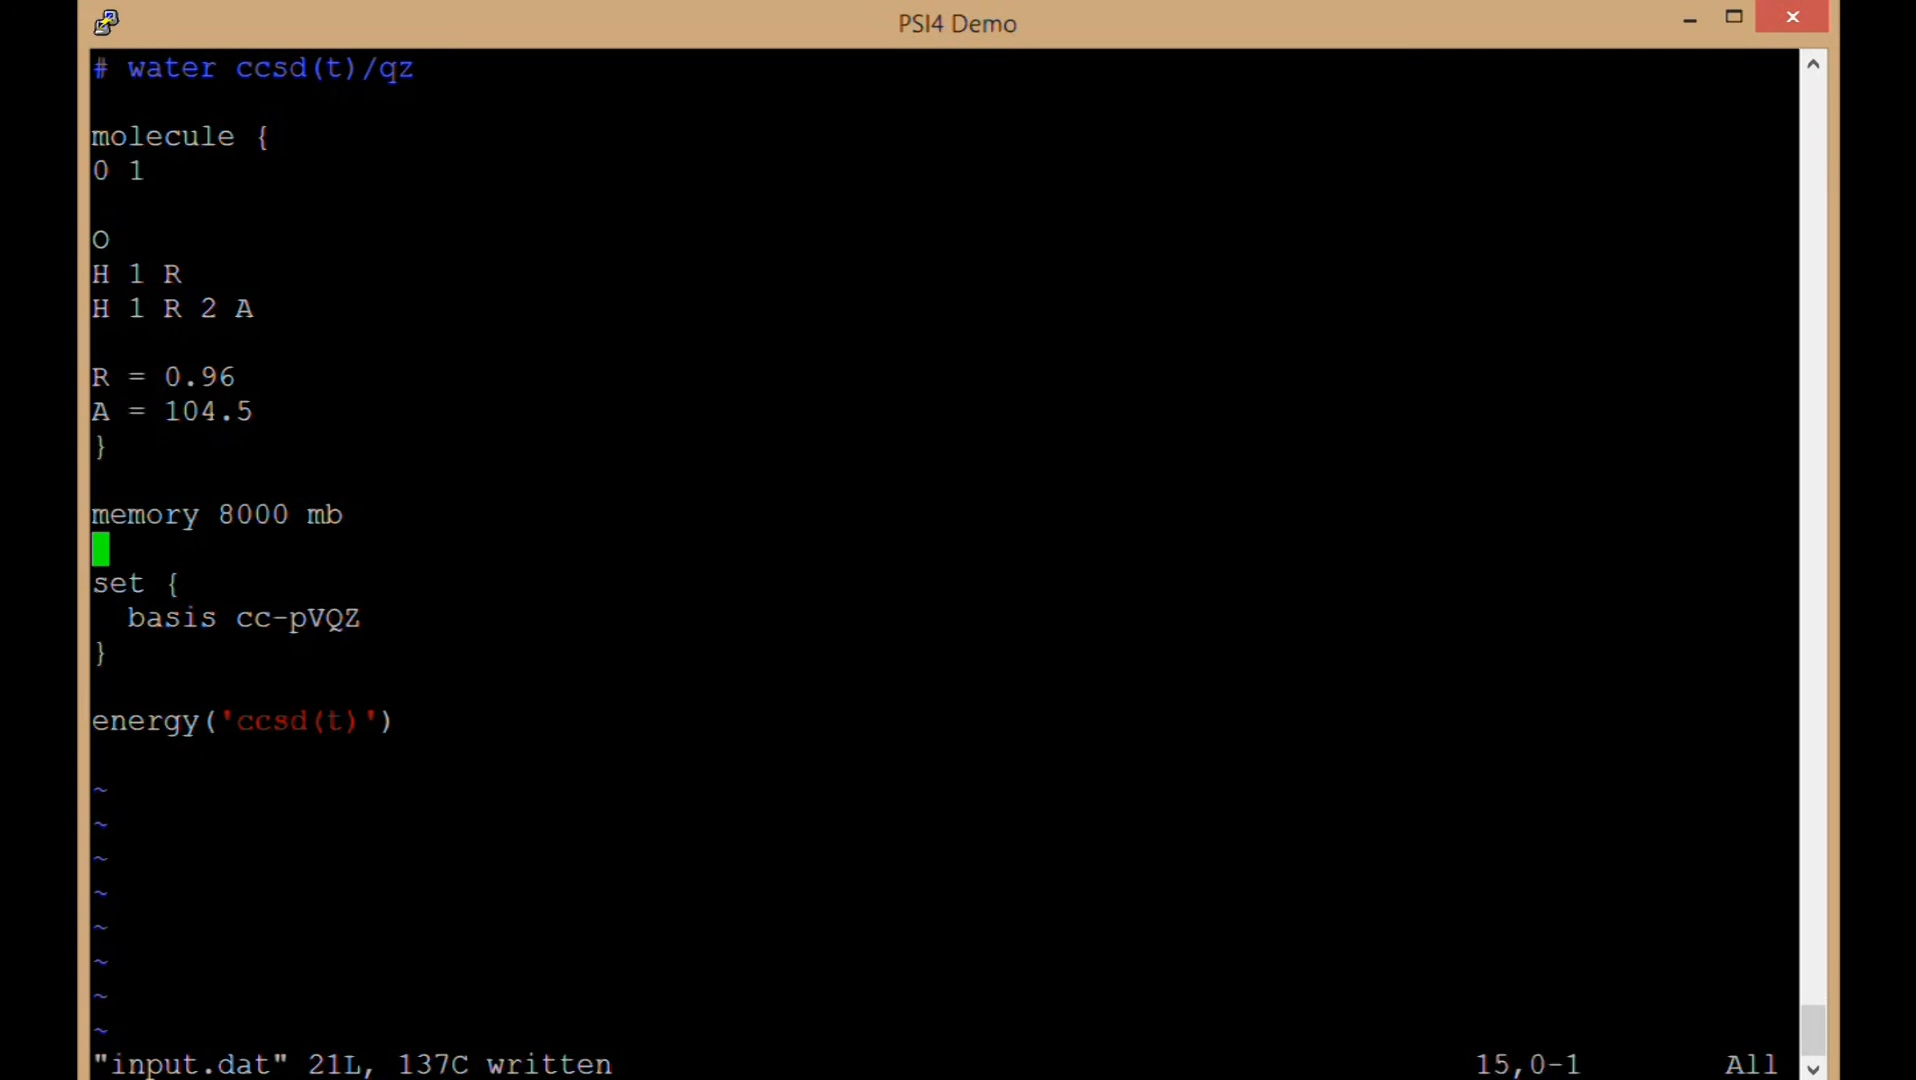 PSI4 Demo
# water ccsd(t)/qz
molecule {
0 1
O
H 1 R
H 1 R 2 A
R = 0.96
A = 104.5
}
memory 8000 mb
set {
  basis cc-pVQZ
}
energy('ccsd(t)')
~
~
~
~
~
~
~
~
"input.dat" 21L, 137C written 15,0-1 All